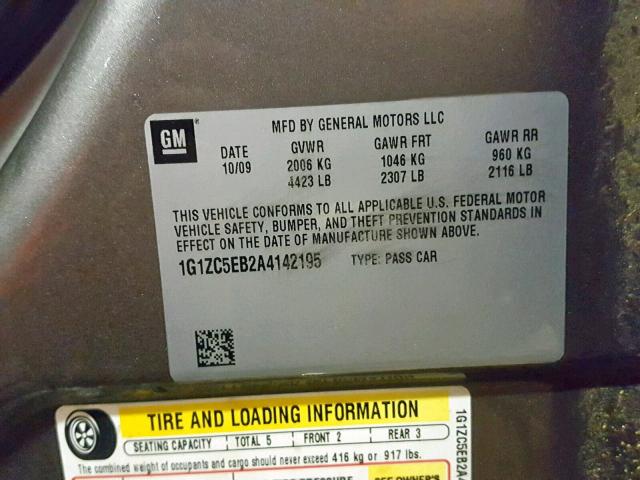 GM
MFD BY GENERAL MOTORS LLC
DATE GVWR GAWR FRT GAWR RR
10/09 2006 KG 1046 KG 960 KG
4423 LB 2307 LB 2116 LB
THIS VEHICLE CONFORMS TO ALL APPLICABLE U.S. FEDERAL MOTOR
VEHICLE SAFETY, BUMPER, AND THEFT PREVENTION STANDARDS IN
EFFECT ON THE DATE OF MANUFACTURE SHOWN ABOVE.
1G1ZC5EB2A4142195 TYPE: PASS CAR
TIRE AND LOADING INFORMATION
SEATING CAPACITY TOTAL 5 FRONT 2 REAR 3
The combined weight of occupants and cargo should never exceed 416 kg or 917 lbs.
SEE OWNER'S
1G1ZC5EB2A4